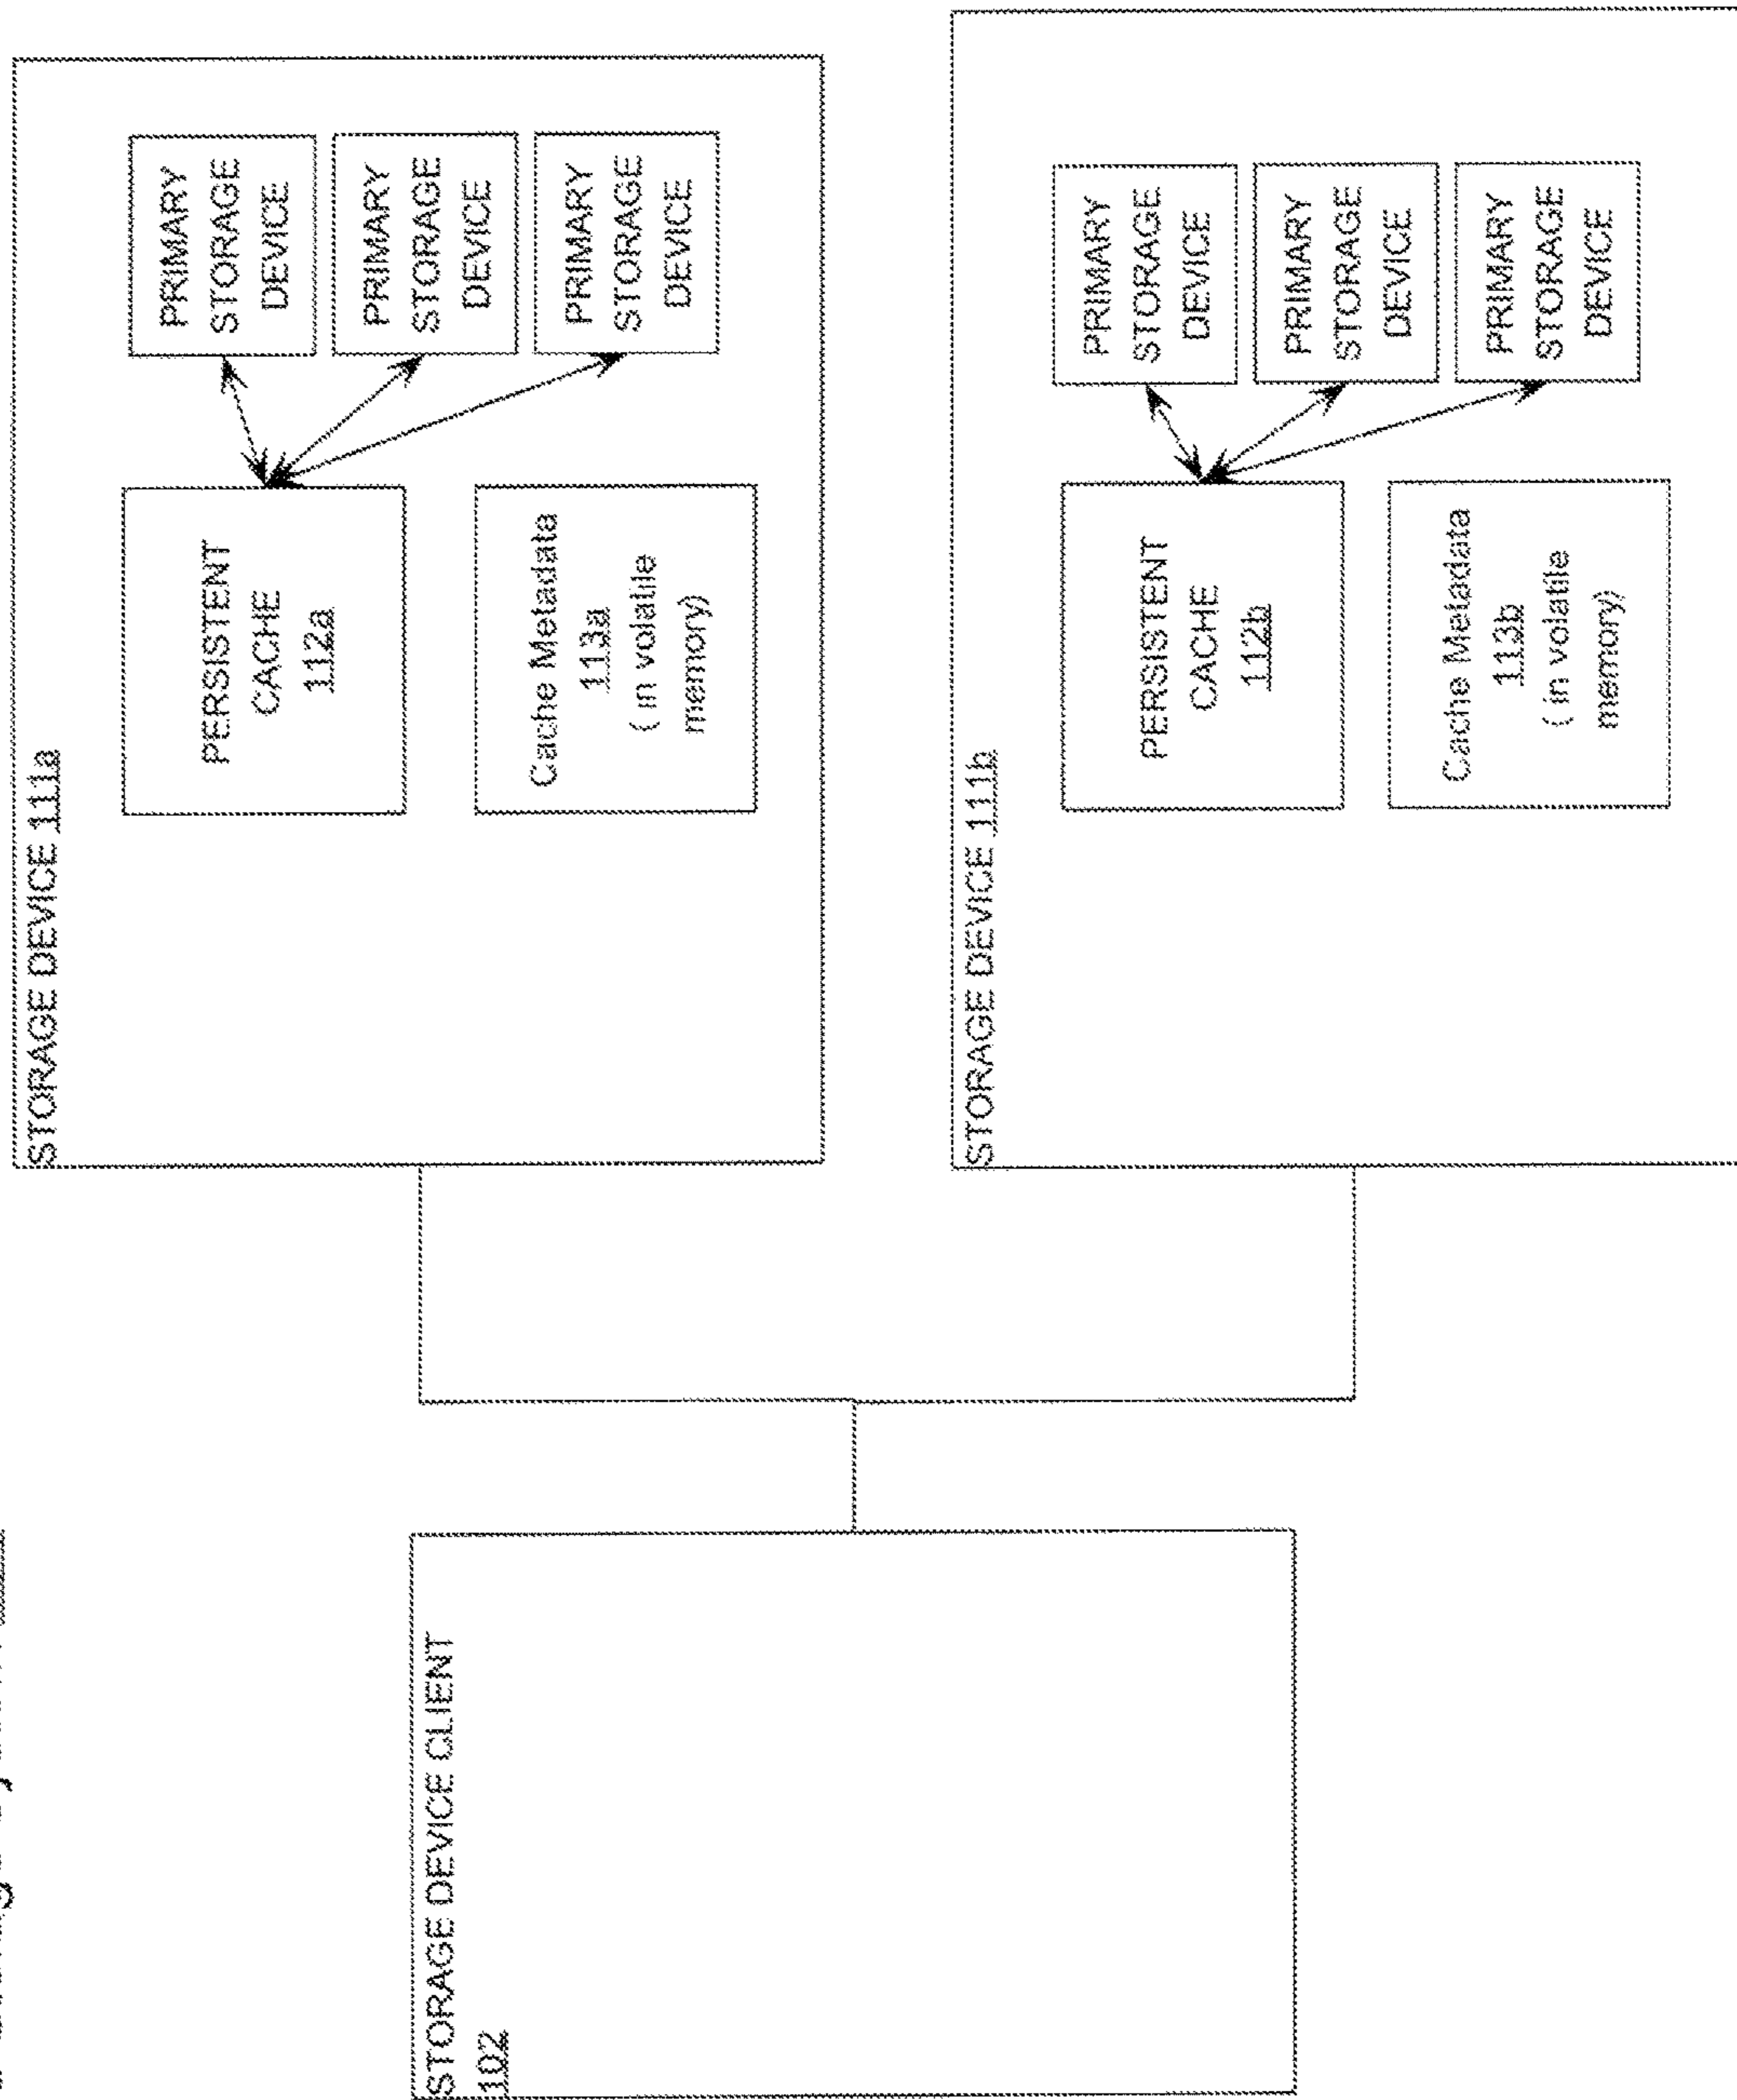 STORAGE DEVICE CLIENT
102
STORAGE DEVICE 111a
PERSISTENT
CACHE
112a
Cache Metadata
113a
( in volatile
memory)
PRIMARY
STORAGE
DEVICE
PRIMARY
STORAGE
DEVICE
PRIMARY
STORAGE
DEVICE
STORAGE DEVICE 111b
PERSISTENT
CACHE
112b
Cache Metadata
113b
( in volatile
memory)
PRIMARY
STORAGE
DEVICE
PRIMARY
STORAGE
DEVICE
PRIMARY
STORAGE
DEVICE